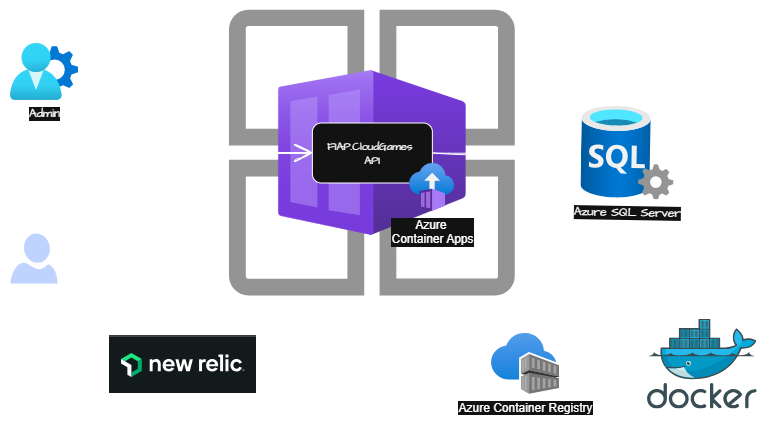 Admin
FIAP.CloudGames
API
Azure
Container Apps
SQL
Azure SQL Server
new relic.
Azure Container Registry
docker